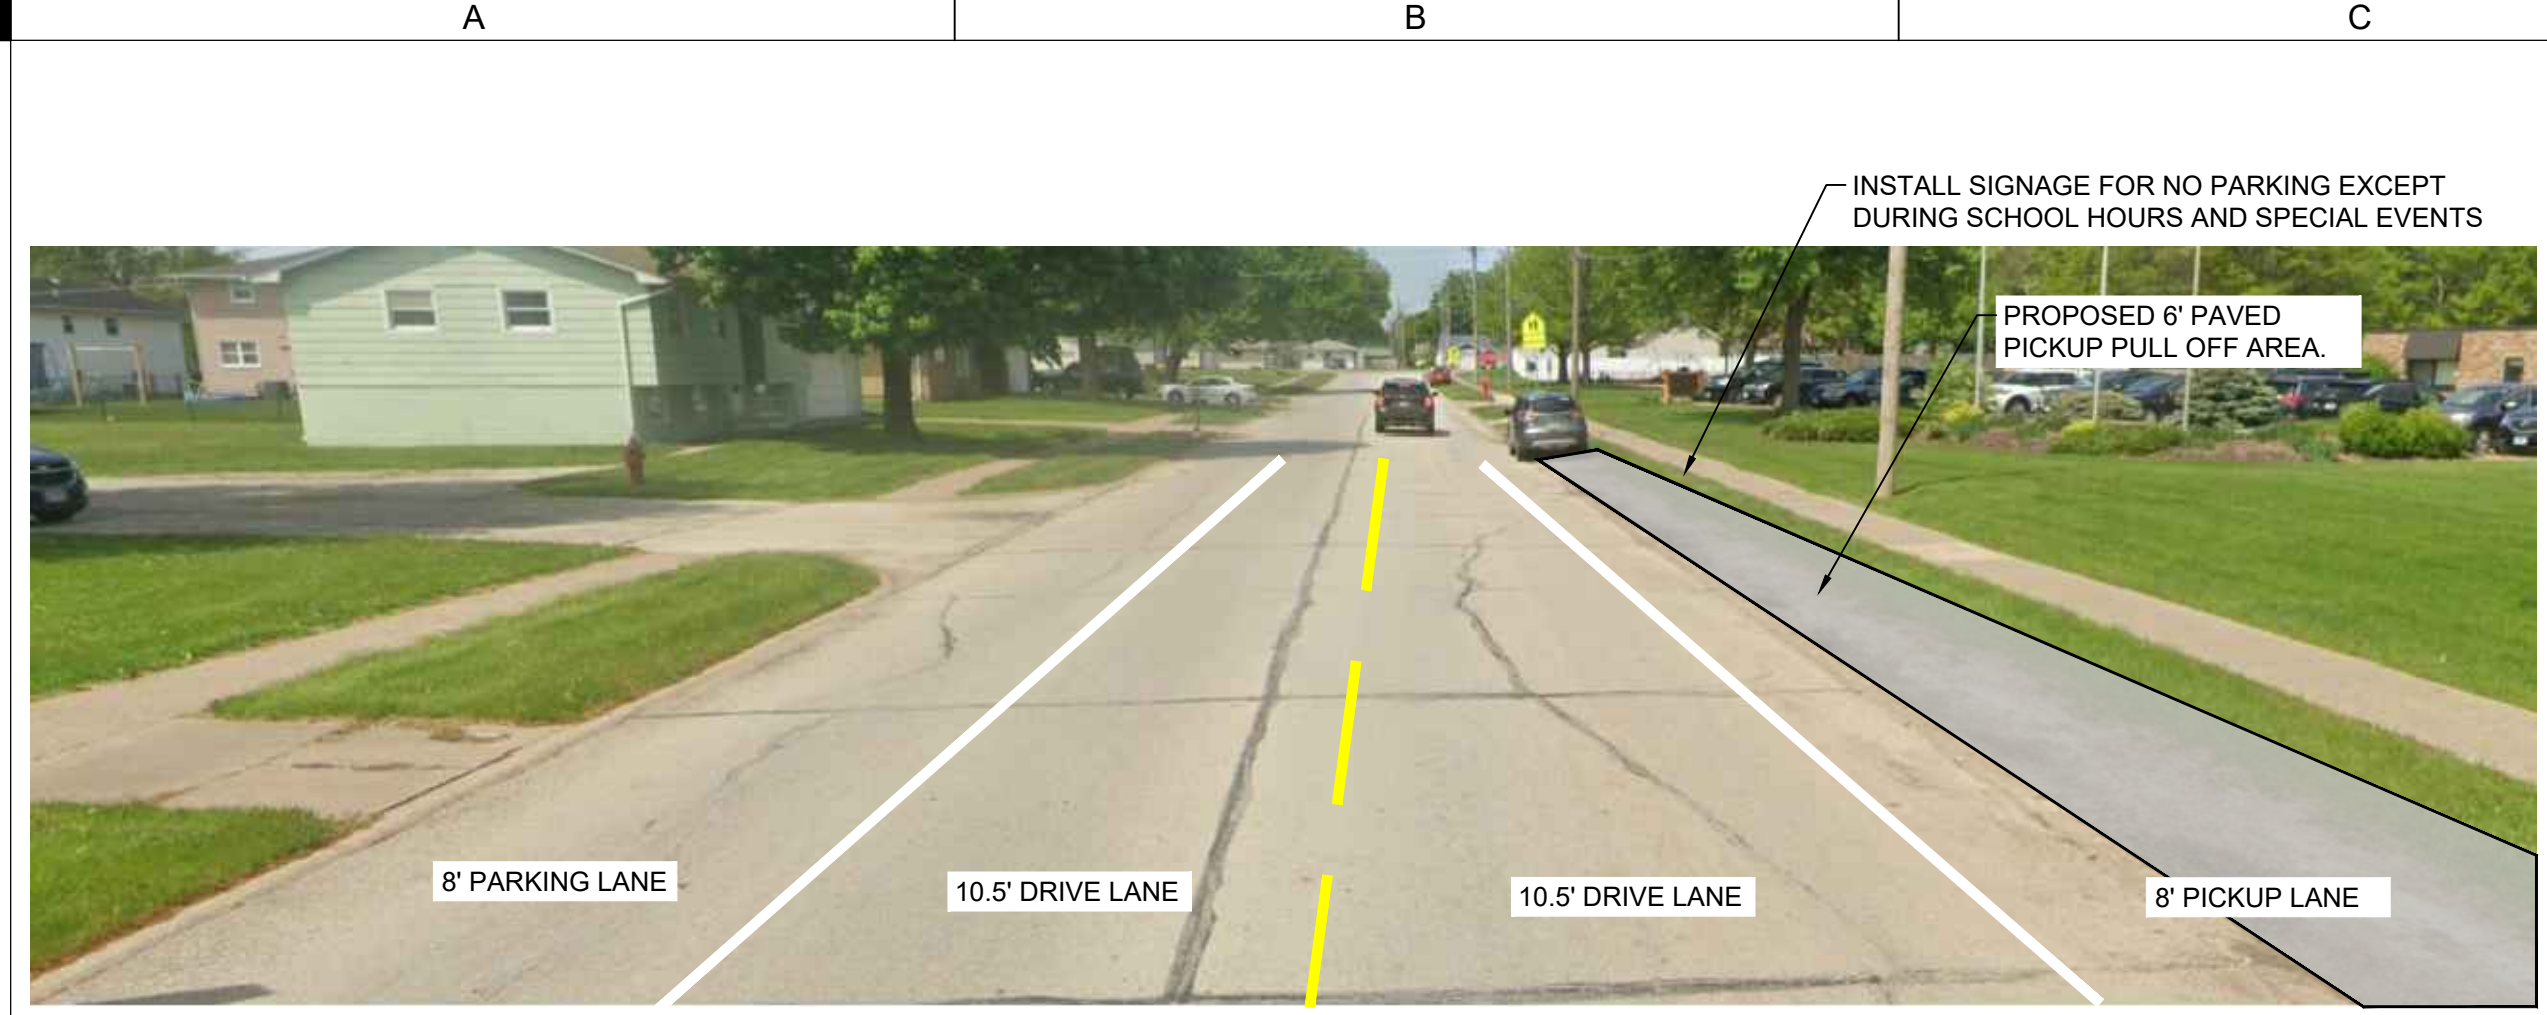 A
B
C
INSTALL SIGNAGE FOR NO PARKING EXCEPT
DURING SCHOOL HOURS AND SPECIAL EVENTS
PROPOSED 6' PAVED
PICKUP PULL OFF AREA.
8' PARKING LANE
10.5' DRIVE LANE
10.5' DRIVE LANE
8' PICKUP LANE